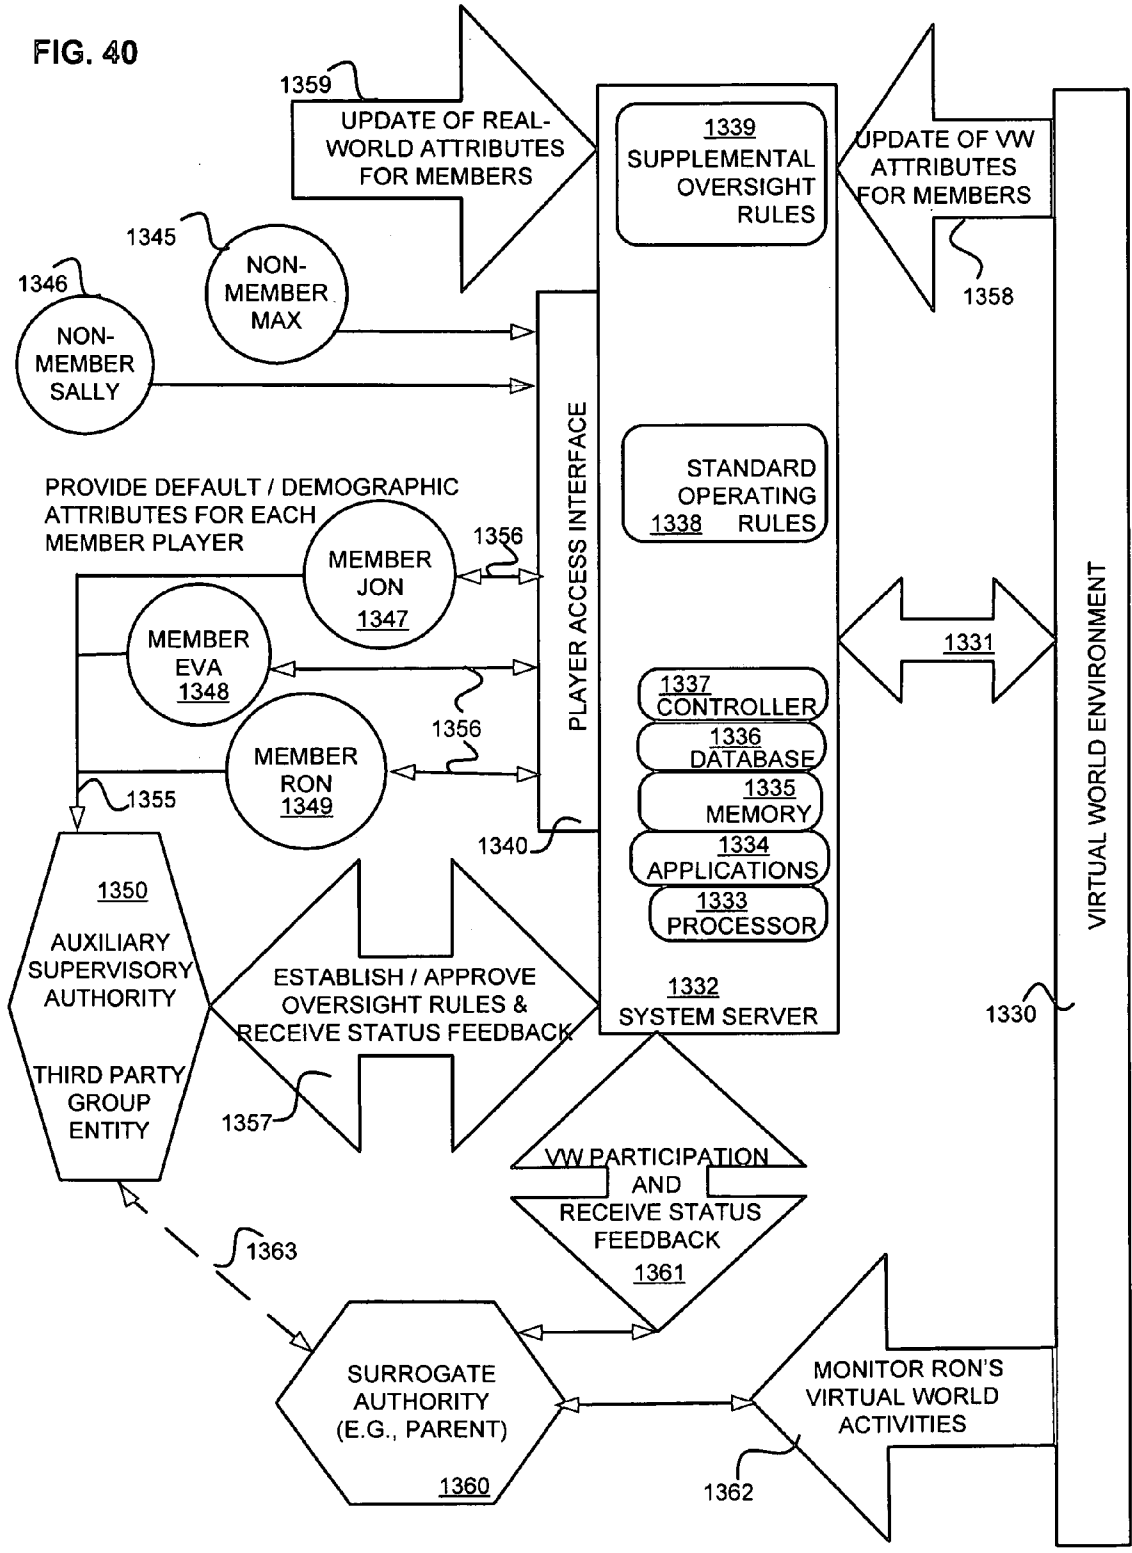 FIG. 40
1359
UPDATE OF REAL-
WORLD ATTRIBUTES
FOR MEMBERS
1339
SUPPLEMENTAL
OVERSIGHT
RULES
UPDATE OF VW
ATTRIBUTES
FOR MEMBERS
1358
1345
NON-
MEMBER
MAX
1346
NON-
MEMBER
SALLY
PLAYER ACCESS INTERFACE
STANDARD
OPERATING
1338 RULES
PROVIDE DEFAULT / DEMOGRAPHIC
ATTRIBUTES FOR EACH
MEMBER PLAYER
MEMBER
JON
1347
1356
MEMBER
EVA
1348
1356
1356
MEMBER
RON
1349
1355
1340
1331
VIRTUAL WORLD ENVIRONMENT
1337
CONTROLLER
1336
DATABASE
1335
MEMORY
1334
APPLICATIONS
1333
PROCESSOR
1332
SYSTEM SERVER
1330
1350
AUXILIARY
SUPERVISORY
AUTHORITY
THIRD PARTY
GROUP
ENTITY
ESTABLISH / APPROVE
OVERSIGHT RULES &
RECEIVE STATUS FEEDBACK
1357
VW PARTICIPATION
AND
RECEIVE STATUS
FEEDBACK
1361
1363
SURROGATE
AUTHORITY
(E.G., PARENT)
1360
MONITOR RON'S
VIRTUAL WORLD
ACTIVITIES
1362